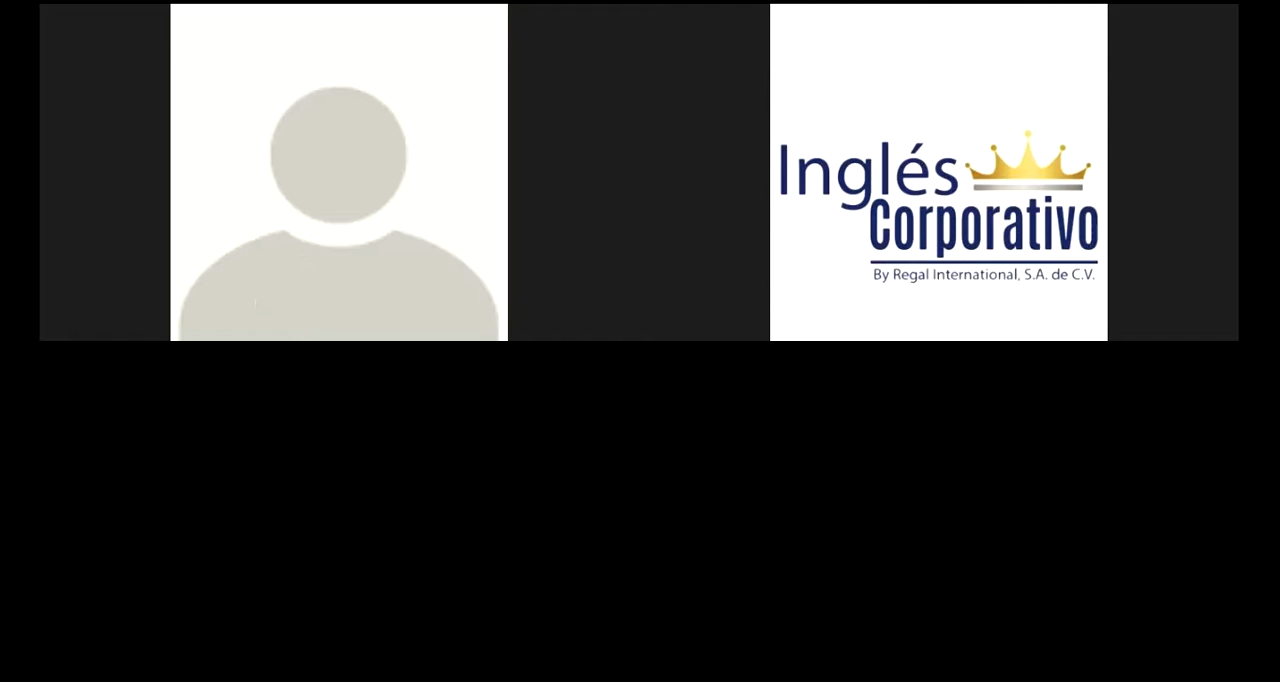 Inglés
Corporativo
By Regal International, S.A. de C.V.